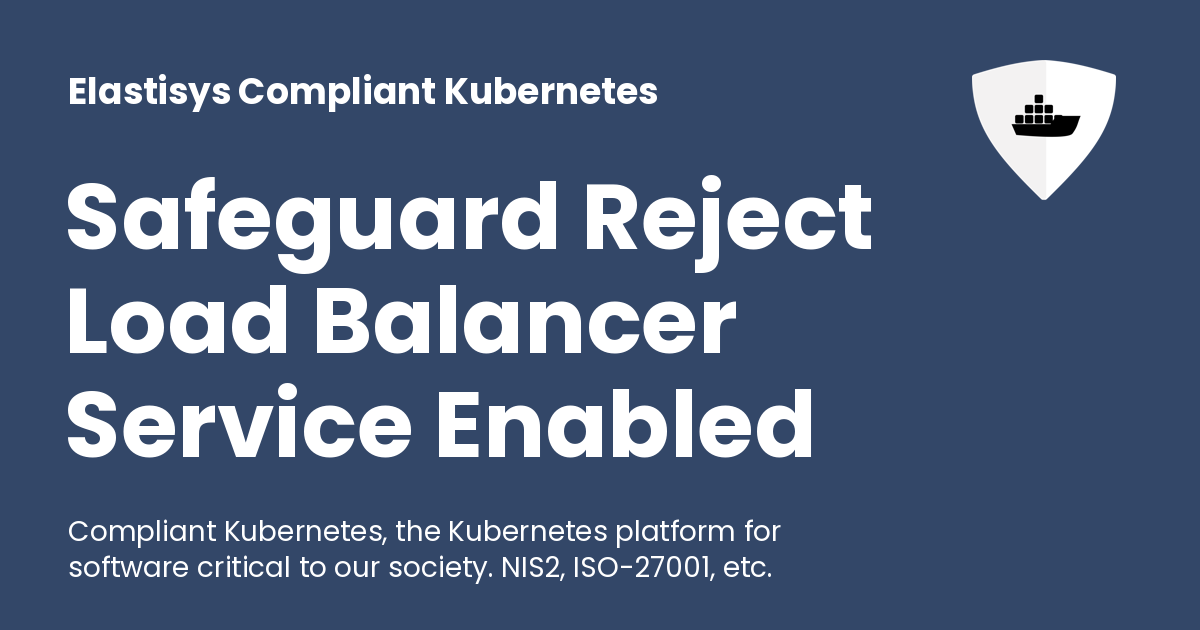 Elastisys Compliant Kubernetes
Safeguard Reject
Load Balancer
Service Enabled
Compliant Kubernetes, the Kubernetes platform for
software critical to our society. NIS2, ISO-27001, etc.